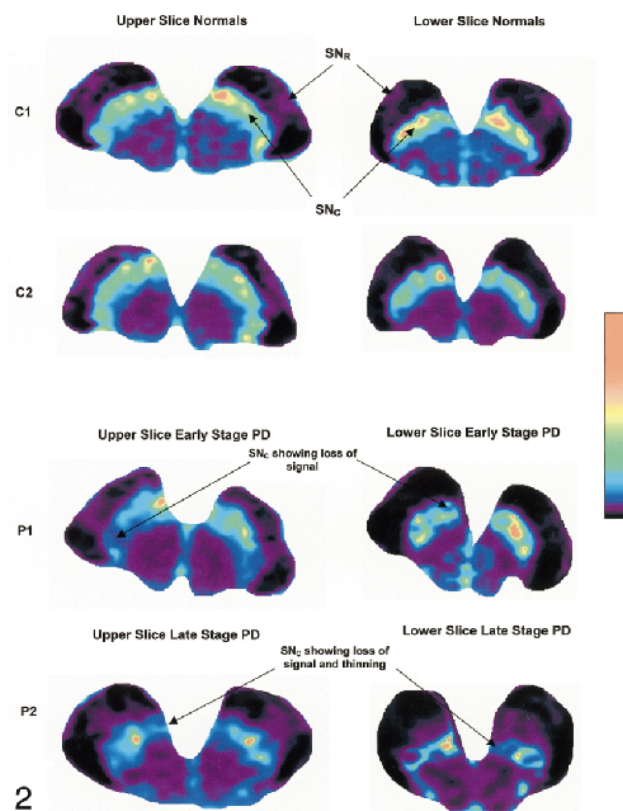 Upper Slice Normals
Lower Slice Normals
SNR
C1
SNC
C2
Upper Slice Early Stage PD
Lower Slice Early Stage PD
SNC showing loss of
signal
P1
Upper Slice Late Stage PD
Lower Slice Late Stage PD
SNC showing loss of
signal and thinning
P2
2